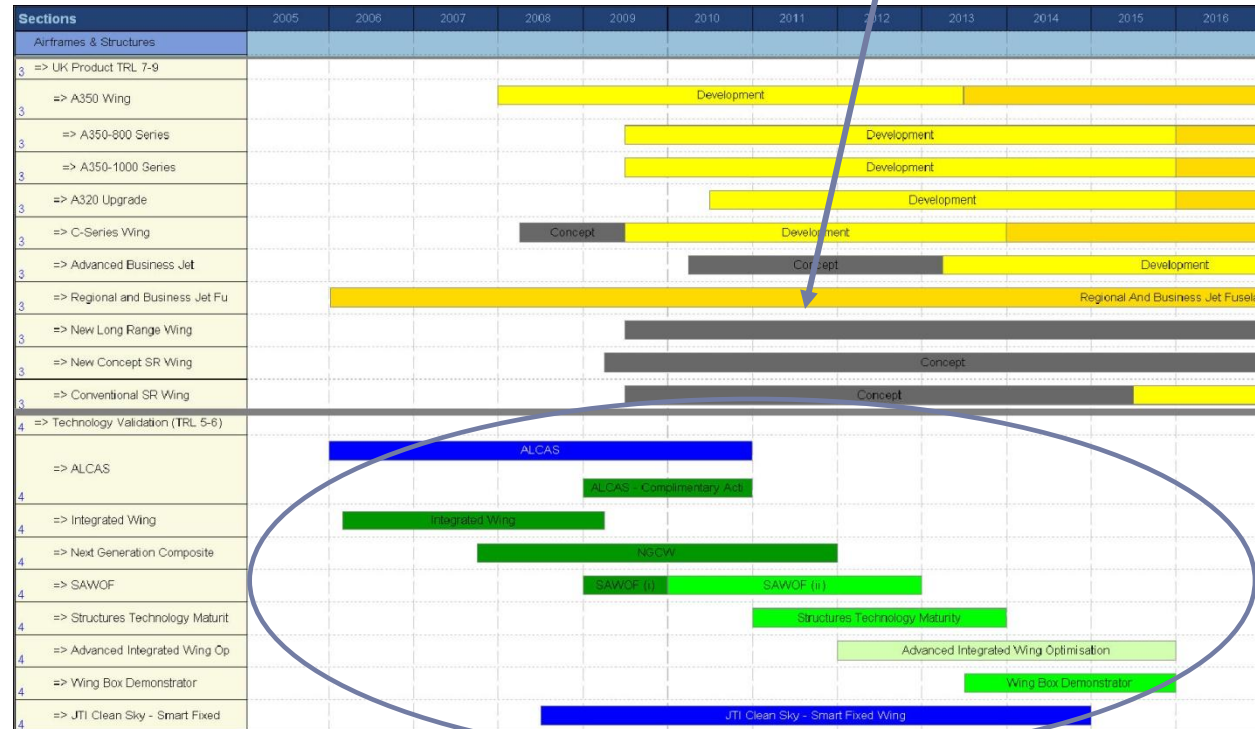 Sections 2005 2006 2007 2008 2009 2010 2011 2012 2013 2014 2015 2016
Airframes & Structures
3 => UK Product TRL 7-9
3 => A350 Wing Development
3 => A350-800 Series Development
3 => A350-1000 Series Development
3 => A320 Upgrade Development
3 => C-Series Wing Concept Development
3 => Advanced Business Jet Concept Development
3 => Regional and Business Jet Fu Regional And Business Jet Fusela
3 => New Long Range Wing
3 => New Concept SR Wing Concept
3 => Conventional SR Wing Concept
4 => Technology Validation (TRL 5-6)
ALCAS
4 => ALCAS
ALCAS - Complimentary Acti
4 => Integrated Wing Integrated Wing
4 => Next Generation Composite NGCW
4 => SAWOF SAWOF (i) SAWOF (ii)
4 => Structures Technology Maturit Structures Technology Maturity
4 => Advanced Integrated Wing Op Advanced Integrated Wing Optimisation
4 => Wing Box Demonstrator Wing Box Demonstrator
4 => JTI Clean Sky - Smart Fixed JTI Clean Sky - Smart Fixed Wing